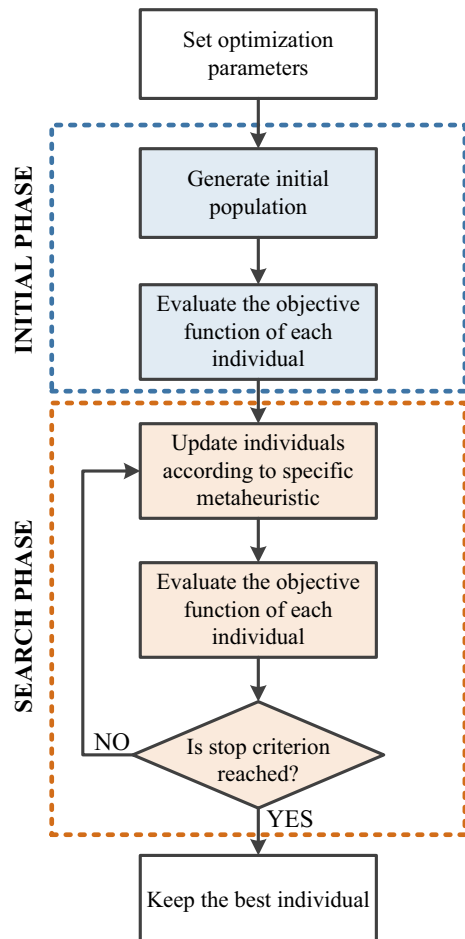 Set optimization
parameters
INITIAL PHASE
Generate initial
population
Evaluate the objective
function of each
individual
SEARCH PHASE
Update individuals
according to specific
metaheuristic
Evaluate the objective
function of each
individual
NO
Is stop criterion
reached?
YES
Keep the best individual